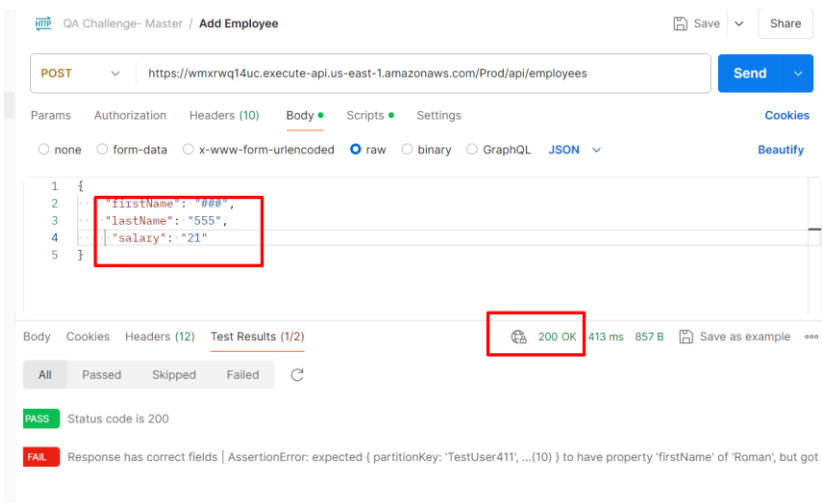 HTTP QA Challenge- Master / Add Employee Save Share
POST https://wmxrwq14uc.execute-api.us-east-1.amazonaws.com/Prod/api/employees Send
Params Authorization Headers (10) Body Scripts Settings Cookies
none form-data x-www-form-urlencoded raw binary GraphQL JSON Beautify
1 {
2 "firstName": "###",
3 "lastName": "555",
4 "salary": "21"
5 }
Body Cookies Headers (12) Test Results (1/2) 200 OK 413 ms 857 B Save as example
All Passed Skipped Failed
PASS Status code is 200
FAIL Response has correct fields | AssertionError: expected { partitionKey: 'TestUser411', …(10) } to have property 'firstName' of 'Roman', but got